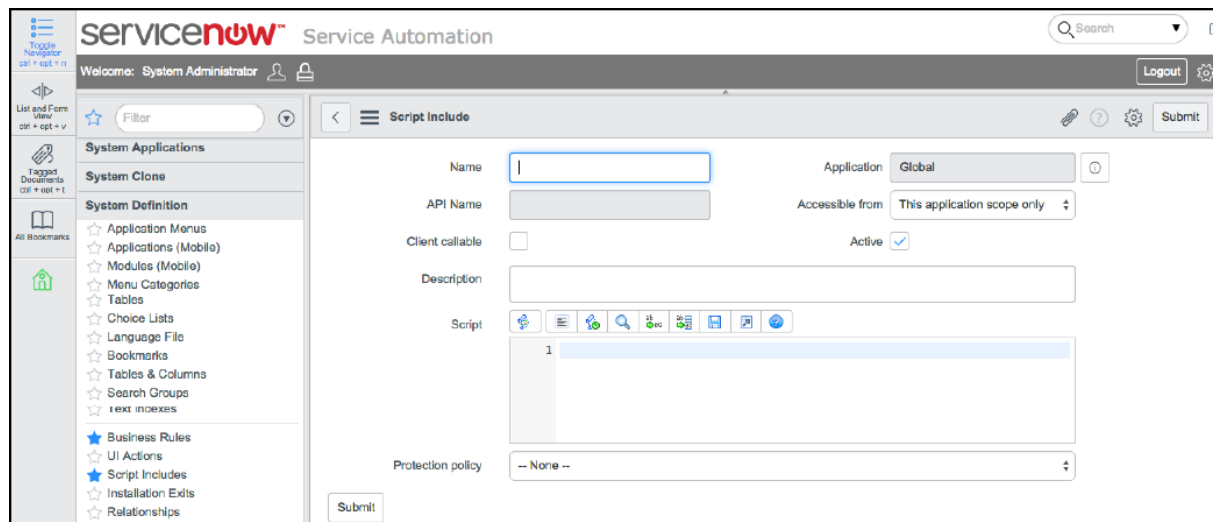 servicenow™ Service Automation
Search
Toggle Navigator
ctrl + opt + n
Welcome: System Administrator
Logout
List and Form View
ctrl + opt + v
Filter
Script Include
Submit
Tagged Documents
ctrl + opt + t
All Bookmarks
System Applications
System Clone
System Definition
Application Menus
Applications (Mobile)
Modules (Mobile)
Menu Categories
Tables
Choice Lists
Language File
Bookmarks
Tables & Columns
Search Groups
Text Indexes
Business Rules
UI Actions
Script Includes
Installation Exits
Relationships
Name
Application Global
API Name
Accessible from This application scope only
Client callable
Active
Description
Script
1
Protection policy -- None --
Submit